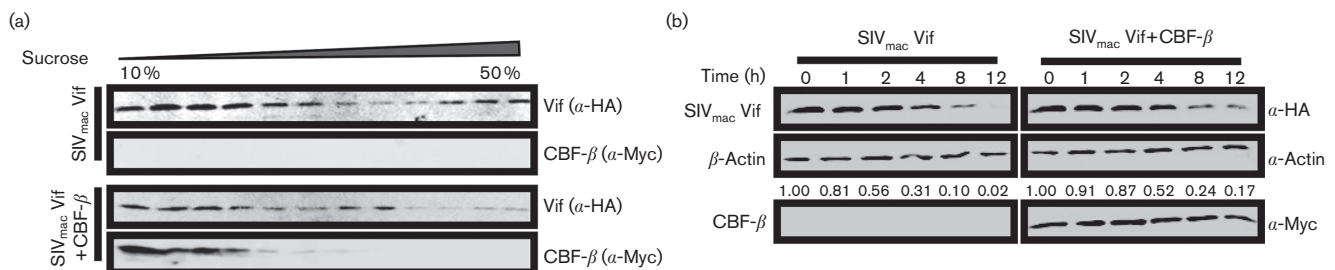 (a)
Sucrose
10 % 50 %
SIVmac Vif
Vif (α-HA)
CBF-β (α-Myc)
SIVmac Vif
+CBF-β
Vif (α-HA)
CBF-β (α-Myc)
(b)
SIVmac Vif SIVmac Vif+CBF-β
Time (h) 0 1 2 4 8 12 0 1 2 4 8 12
SIVmac Vif α-HA
β-Actin α-Actin
1.00 0.81 0.56 0.31 0.10 0.02 1.00 0.91 0.87 0.52 0.24 0.17
CBF-β α-Myc